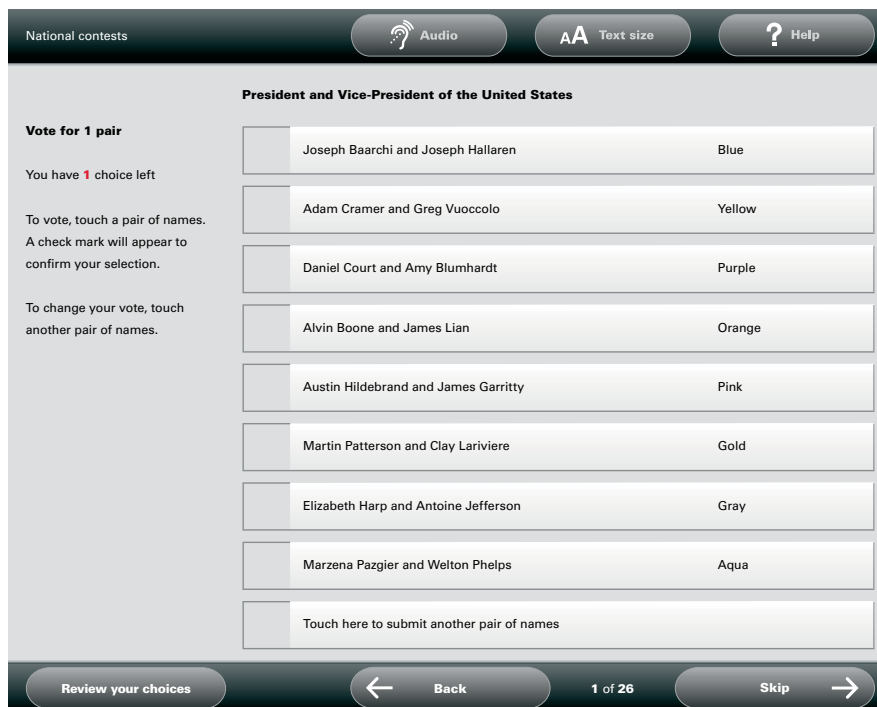 National contests
Audio
AA Text size
? Help
President and Vice-President of the United States
Vote for 1 pair
You have 1 choice left
To vote, touch a pair of names.
A check mark will appear to
confirm your selection.
To change your vote, touch
another pair of names.
Joseph Baarchi and Joseph Hallaren Blue
Adam Cramer and Greg Vuoccolo Yellow
Daniel Court and Amy Blumhardt Purple
Alvin Boone and James Lian Orange
Austin Hildebrand and James Garritty Pink
Martin Patterson and Clay Lariviere Gold
Elizabeth Harp and Antoine Jefferson Gray
Marzena Pazgier and Welton Phelps Aqua
Touch here to submit another pair of names
Review your choices
Back
1 of 26
Skip